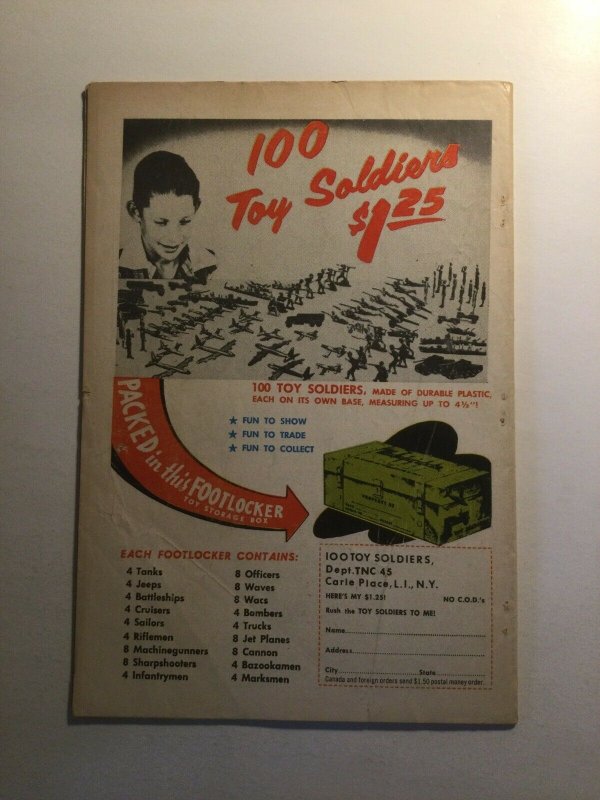 100
Toy Soldiers
$1.25
100 TOY SOLDIERS, MADE OF DURABLE PLASTIC,
EACH ON ITS OWN BASE, MEASURING UP TO 4½"!
PACKED in this FOOTLOCKER
TOY STORAGE BOX
★ FUN TO SHOW
★ FUN TO TRADE
★ FUN TO COLLECT
EACH FOOTLOCKER CONTAINS:
4 Tanks
4 Jeeps
4 Battleships
4 Cruisers
4 Sailors
4 Riflemen
8 Machinegunners
8 Sharpshooters
4 Infantrymen
8 Officers
8 Waves
8 Wacs
4 Bombers
4 Trucks
8 Jet Planes
8 Cannon
4 Bazookamen
4 Marksmen
100 TOY SOLDIERS,
Dept. TNC 45
Carle Place, L.I., N.Y.
HERE'S MY $1.25! NO C.O.D.'s
Rush the TOY SOLDIERS TO ME!
Name
Address
City State
Canada and foreign orders send $1.50 postal money order.